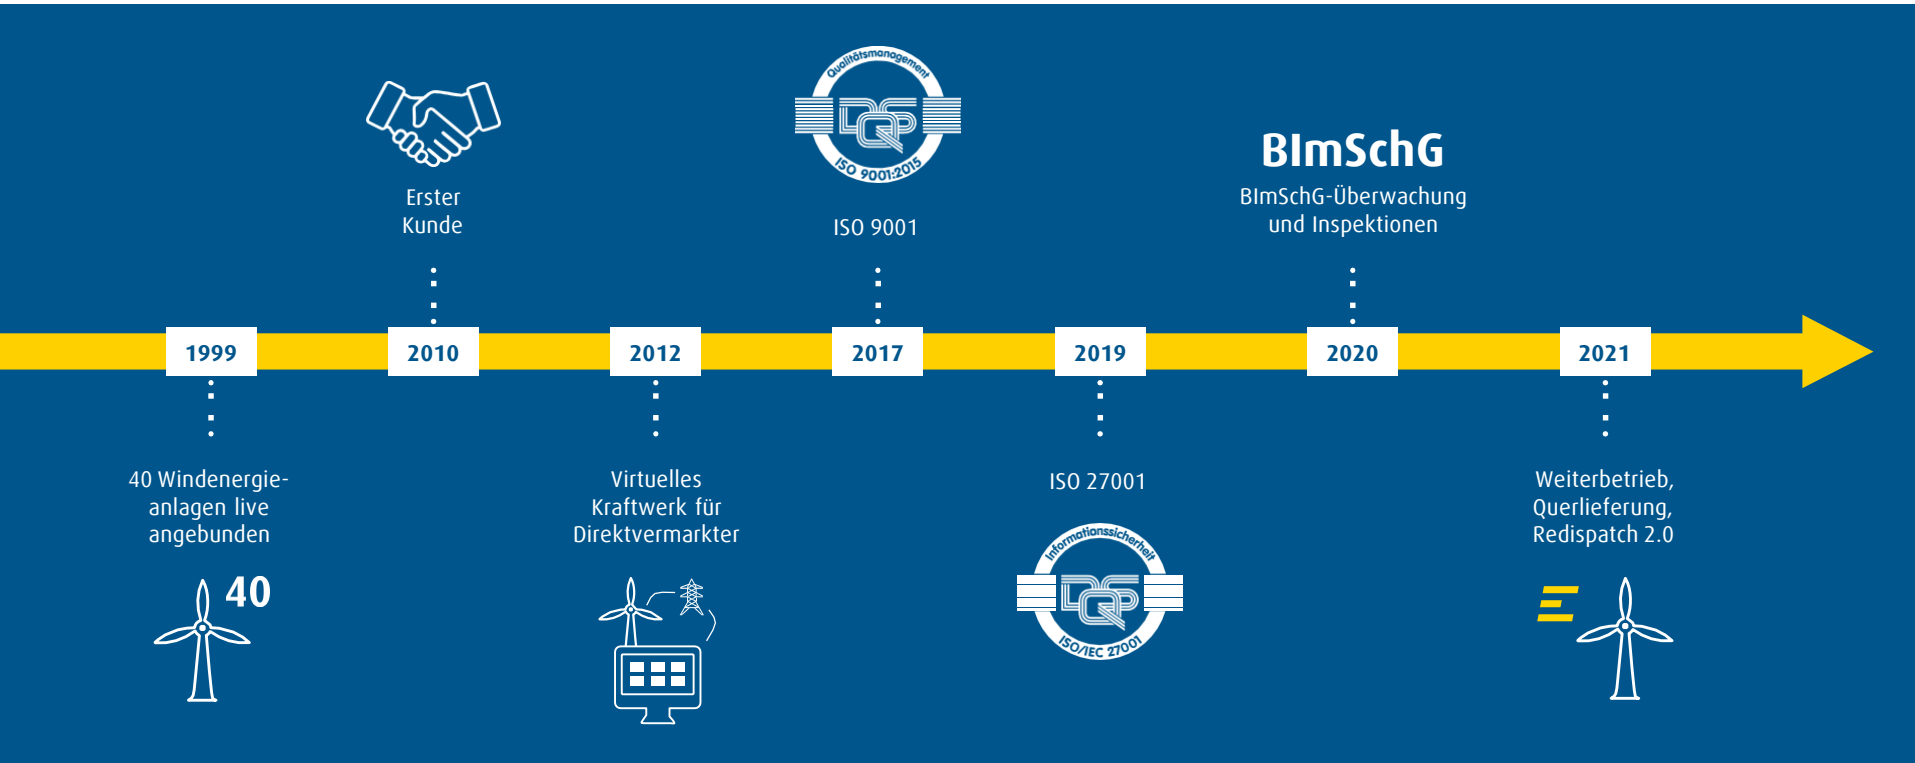 Qualitätsmanagement
DQS
ISO 9001:2015
BImSchG
Erster
Kunde
ISO 9001
BImSchG-Überwachung
und Inspektionen
1999
2010
2012
2017
2019
2020
2021
40 Windenergie-
anlagen live
angebunden
40
Virtuelles
Kraftwerk für
Direktvermarkter
ISO 27001
Informationssicherheit
DQS
ISO/IEC 27001
Weiterbetrieb,
Querlieferung,
Redispatch 2.0